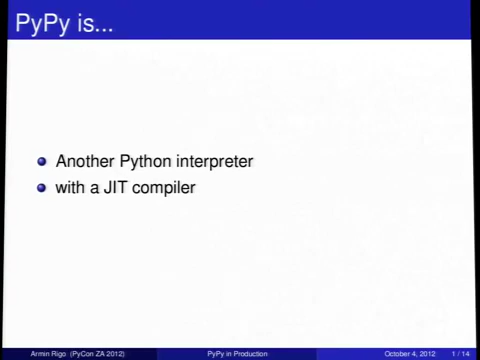 PyPy is...
Another Python interpreter
with a JIT compiler
Armin Rigo (PyCon ZA 2012) PyPy in Production October 4, 2012 1 / 14